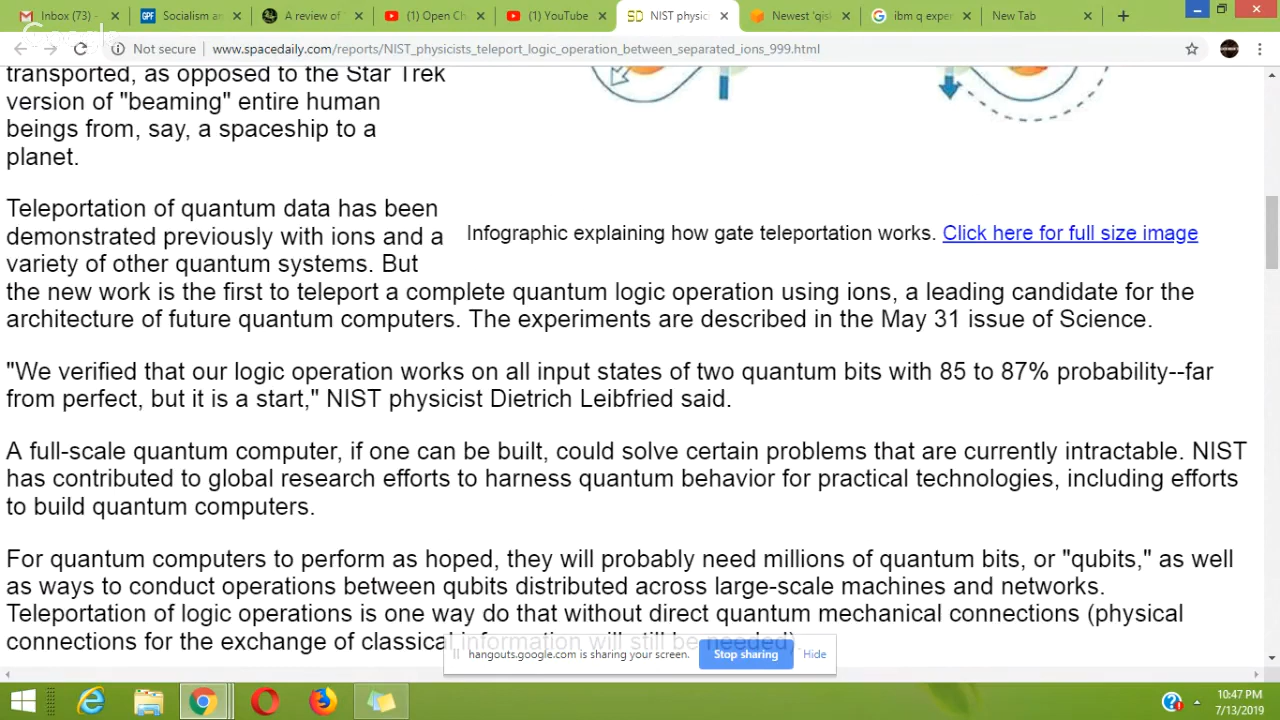 Inbox (73) -
Socialism an
A review of
(1) Open Ch
(1) YouTube
NIST physic
Newest 'qis
ibm q exper
New Tab
Google
Not secure
www.spacedaily.com/reports/NIST_physicists_teleport_logic_operation_between_separated_ions_999.html
transported, as opposed to the Star Trek
version of "beaming" entire human
beings from, say, a spaceship to a
planet.
Teleportation of quantum data has been
demonstrated previously with ions and a
variety of other quantum systems. But
Infographic explaining how gate teleportation works. Click here for full size image
the new work is the first to teleport a complete quantum logic operation using ions, a leading candidate for the
architecture of future quantum computers. The experiments are described in the May 31 issue of Science.
"We verified that our logic operation works on all input states of two quantum bits with 85 to 87% probability--far
from perfect, but it is a start," NIST physicist Dietrich Leibfried said.
A full-scale quantum computer, if one can be built, could solve certain problems that are currently intractable. NIST
has contributed to global research efforts to harness quantum behavior for practical technologies, including efforts
to build quantum computers.
For quantum computers to perform as hoped, they will probably need millions of quantum bits, or "qubits," as well
as ways to conduct operations between qubits distributed across large-scale machines and networks.
Teleportation of logic operations is one way do that without direct quantum mechanical connections (physical
connections for the exchange of classical information will still be needed).
hangouts.google.com is sharing your screen.
Stop sharing
Hide
10:47 PM
7/13/2019